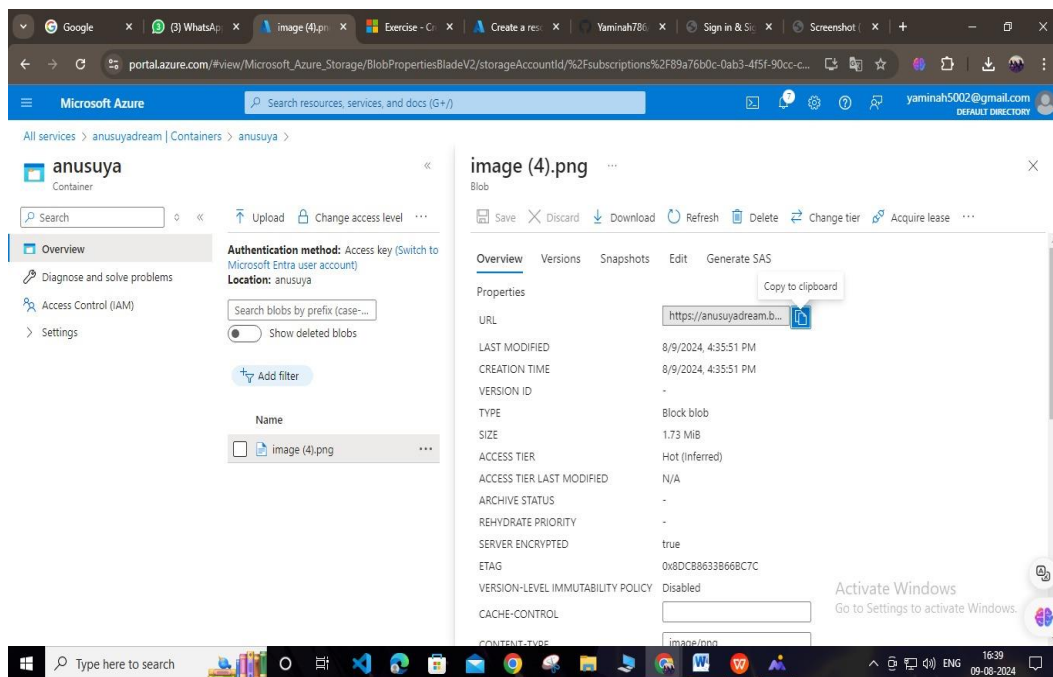 Google
(3) WhatsAp
image (4).pn
Exercise - Cr
Create a res
Yaminah786
Sign in & Sig
Screenshot (
portal.azure.com/#view/Microsoft_Azure_Storage/BlobPropertiesBladeV2/storageAccountId/%2Fsubscriptions%2F89a76b0c-0ab3-4f5f-90cc-c...
Microsoft Azure
Search resources, services, and docs (G+/)
7
yaminah5002@gmail.com
DEFAULT DIRECTORY
All services > anusuyadream | Containers > anusuya >
anusuya
Container
Search
Overview
Diagnose and solve problems
Access Control (IAM)
Settings
Upload
Change access level
Authentication method: Access key (Switch to
Microsoft Entra user account)
Location: anusuya
Search blobs by prefix (case-...
Show deleted blobs
Add filter
Name
image (4).png
image (4).png
Blob
Save Discard Download Refresh Delete Change tier Acquire lease
Overview Versions Snapshots Edit Generate SAS
Copy to clipboard
Properties
URL https://anusuyadream.b...
LAST MODIFIED 8/9/2024, 4:35:51 PM
CREATION TIME 8/9/2024, 4:35:51 PM
VERSION ID -
TYPE Block blob
SIZE 1.73 MiB
ACCESS TIER Hot (Inferred)
ACCESS TIER LAST MODIFIED N/A
ARCHIVE STATUS -
REHYDRATE PRIORITY -
SERVER ENCRYPTED true
ETAG 0x8DCB8633B66BC7C
VERSION-LEVEL IMMUTABILITY POLICY Disabled
CACHE-CONTROL
CONTENT-TYPE image/png
Activate Windows
Go to Settings to activate Windows.
Type here to search
ENG
16:39
09-08-2024